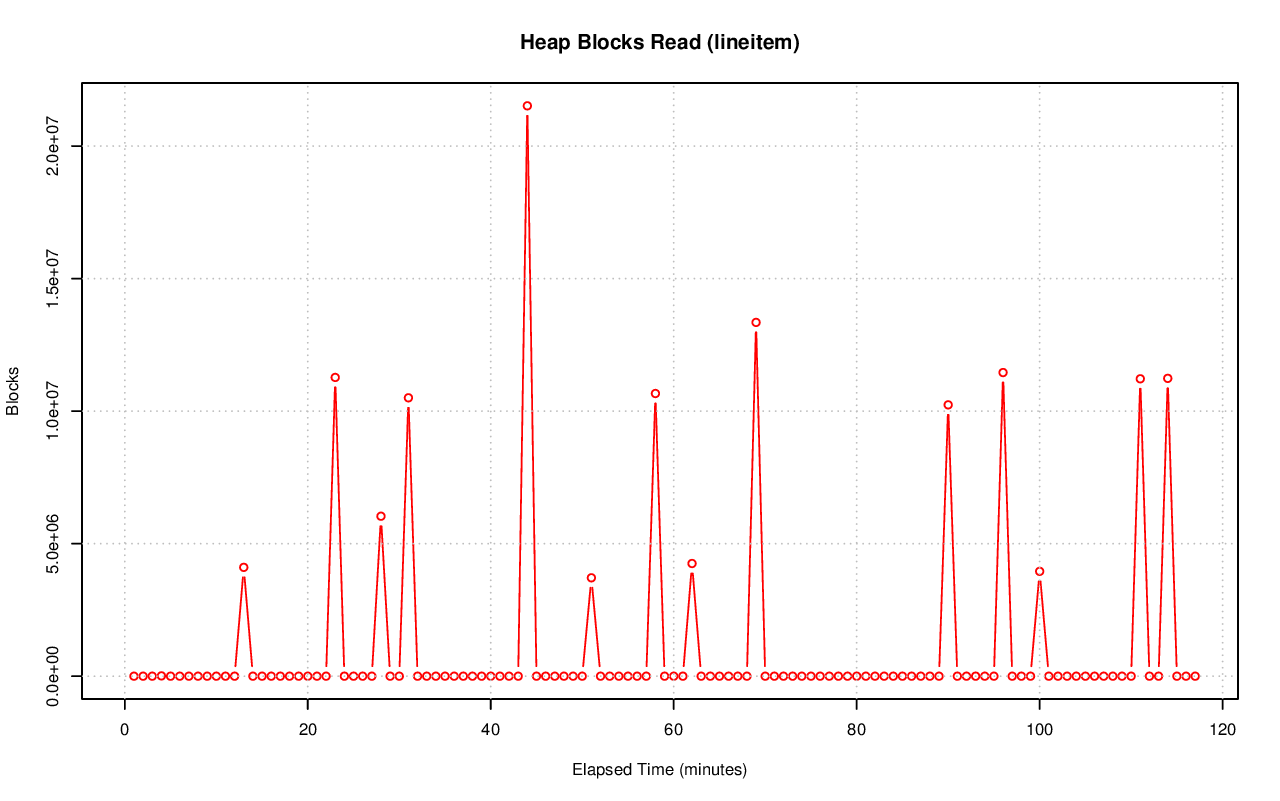 Heap Blocks Read (lineitem)
Blocks
2.0e+07
1.5e+07
1.0e+07
5.0e+06
0.0e+00
0 20 40 60 80 100 120
Elapsed Time (minutes)